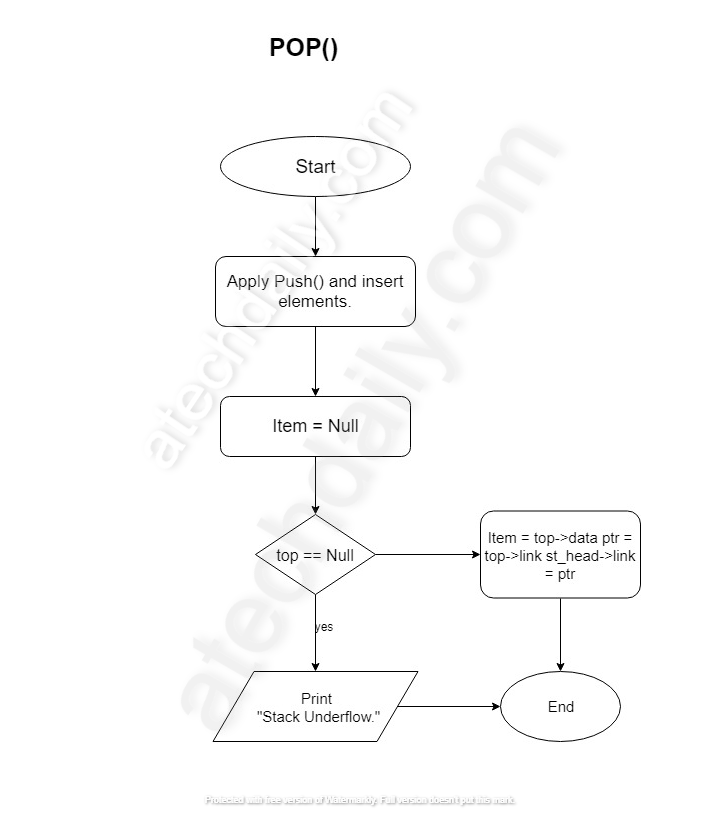 POP()
Start
Apply Push() and insert
elements.
Item = Null
top == Null
Item = top->data ptr =
top->link st_head->link
= ptr
yes
Print
"Stack Underflow."
End
atechdaily.com
atechdaily.com
Protected with free version of Watermarkly. Full version doesn't put this mark.